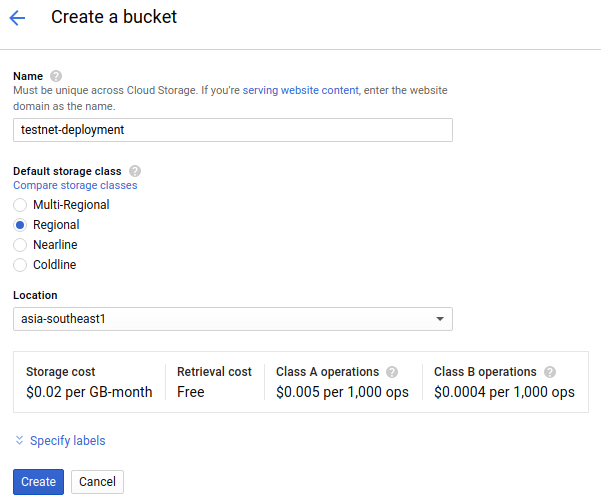 Create a bucket
Name
Must be unique across Cloud Storage. If you're serving website content, enter the website
domain as the name.
testnet-deployment
Default storage class
Compare storage classes
Multi-Regional
Regional
Nearline
Coldline
Location
asia-southeast1
Storage cost Retrieval cost Class A operations Class B operations
$0.02 per GB-month Free $0.005 per 1,000 ops $0.0004 per 1,000 ops
Specify labels
Create Cancel